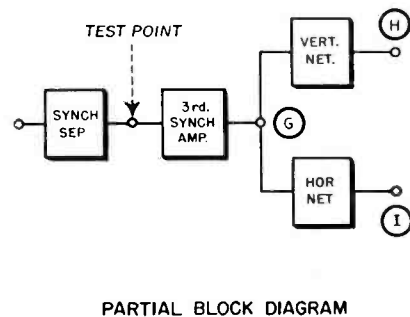 TEST POINT
H
VERT.
NET.
SYNCH
SEP
3rd.
SYNCH
AMP.
G
HOR
NET
I
PARTIAL BLOCK DIAGRAM